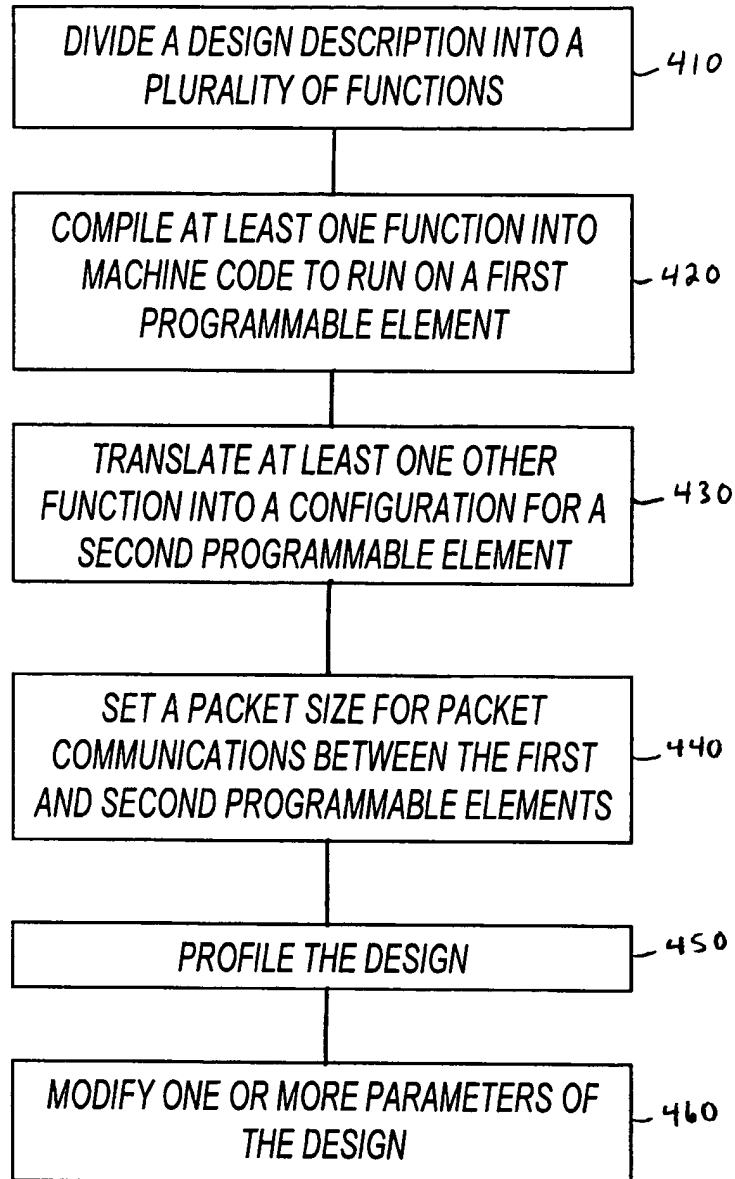 DIVIDE A DESIGN DESCRIPTION INTO A
PLURALITY OF FUNCTIONS
410
COMPILE AT LEAST ONE FUNCTION INTO
MACHINE CODE TO RUN ON A FIRST
PROGRAMMABLE ELEMENT
420
TRANSLATE AT LEAST ONE OTHER
FUNCTION INTO A CONFIGURATION FOR A
SECOND PROGRAMMABLE ELEMENT
430
SET A PACKET SIZE FOR PACKET
COMMUNICATIONS BETWEEN THE FIRST
AND SECOND PROGRAMMABLE ELEMENTS
440
PROFILE THE DESIGN
450
MODIFY ONE OR MORE PARAMETERS OF
THE DESIGN
460